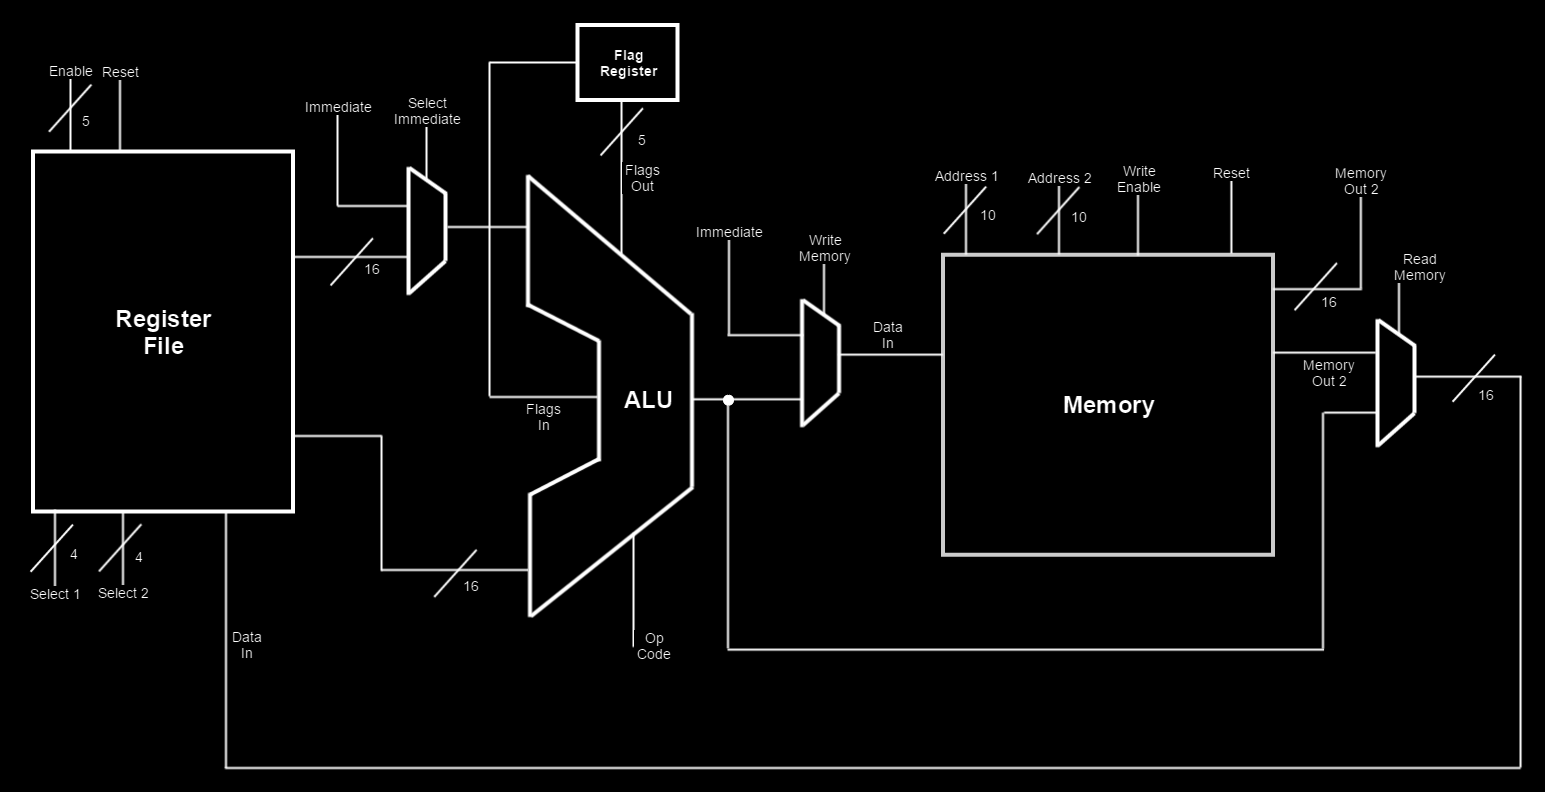 Flag
Register
Enable
Reset
5
Immediate
Select
Immediate
5
Flags
Out
Address 1
Address 2
Write
Enable
Reset
Memory
Out 2
10
10
Immediate
Write
Memory
16
Read
Memory
16
Register
File
Data
In
Memory
Out 2
16
ALU
Memory
Flags
In
4
4
Select 1
Select 2
16
Data
In
Op
Code